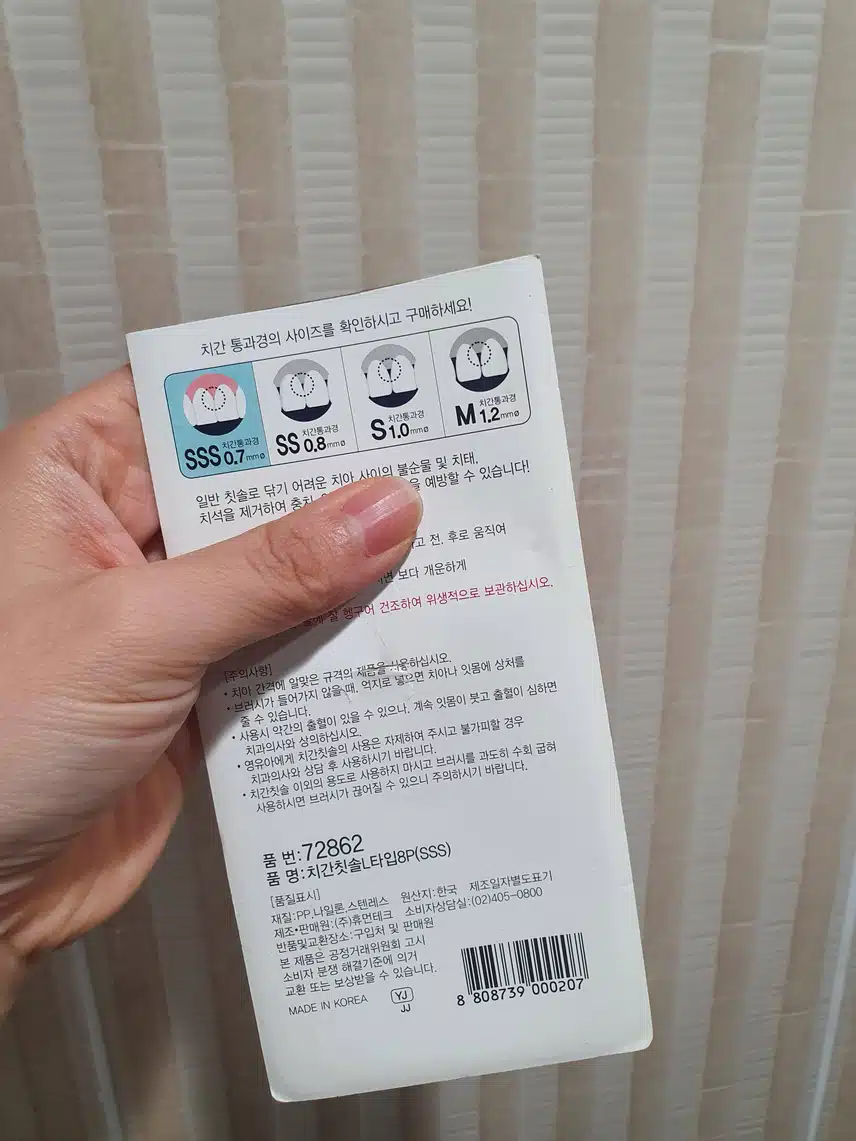 치간 통과경의 사이즈를 확인하시고 구매하세요!
SSS 치간통과경 0.7mmø
SS 치간통과경 0.8mmø
S 치간통과경 1.0mmø
M 치간통과경 1.2mmø
일반 칫솔로 닦기 어려운 치아 사이의 불순물 및 치태,
치석을 제거하여 충치, 예방할 수 있습니다!
전. 후로 움직여
보다 개운하게
잘 헹구어 건조하여 위생적으로 보관하십시오.
[주의사항]
• 치아 간격에 알맞은 규격의 제품을 사용하십시오.
• 브러시가 들어가지 않을 때, 억지로 넣으면 치아나 잇몸에 상처를
줄 수 있습니다.
• 사용시 약간의 출혈이 있을 수 있으나, 계속 잇몸이 붓고 출혈이 심하면
치과의사와 상의하십시오.
• 영유아에게 치간칫솔의 사용은 자제하여 주시고 불가피할 경우
치과의사와 상담 후 사용하시기 바랍니다.
• 치간칫솔 이외의 용도로 사용하지 마시고 브러시를 과도히 수회 굽혀
사용하시면 브러시가 끊어질 수 있으니 주의하시기 바랍니다.
품 번:72862
품 명:치간칫솔L타입8P(SSS)
[품질표시]
재질:PP,나일론,스텐레스 원산지:한국 제조일자별도표기
제조•판매원:(주)휴먼테크 소비자상담실:(02)405-0800
반품및교환장소:구입처 및 판매원
본 제품은 공정거래위원회 고시
소비자 분쟁 해결기준에 의거
교환 또는 보상받을 수 있습니다.
MADE IN KOREA
YJ
JJ
8 808739 000207